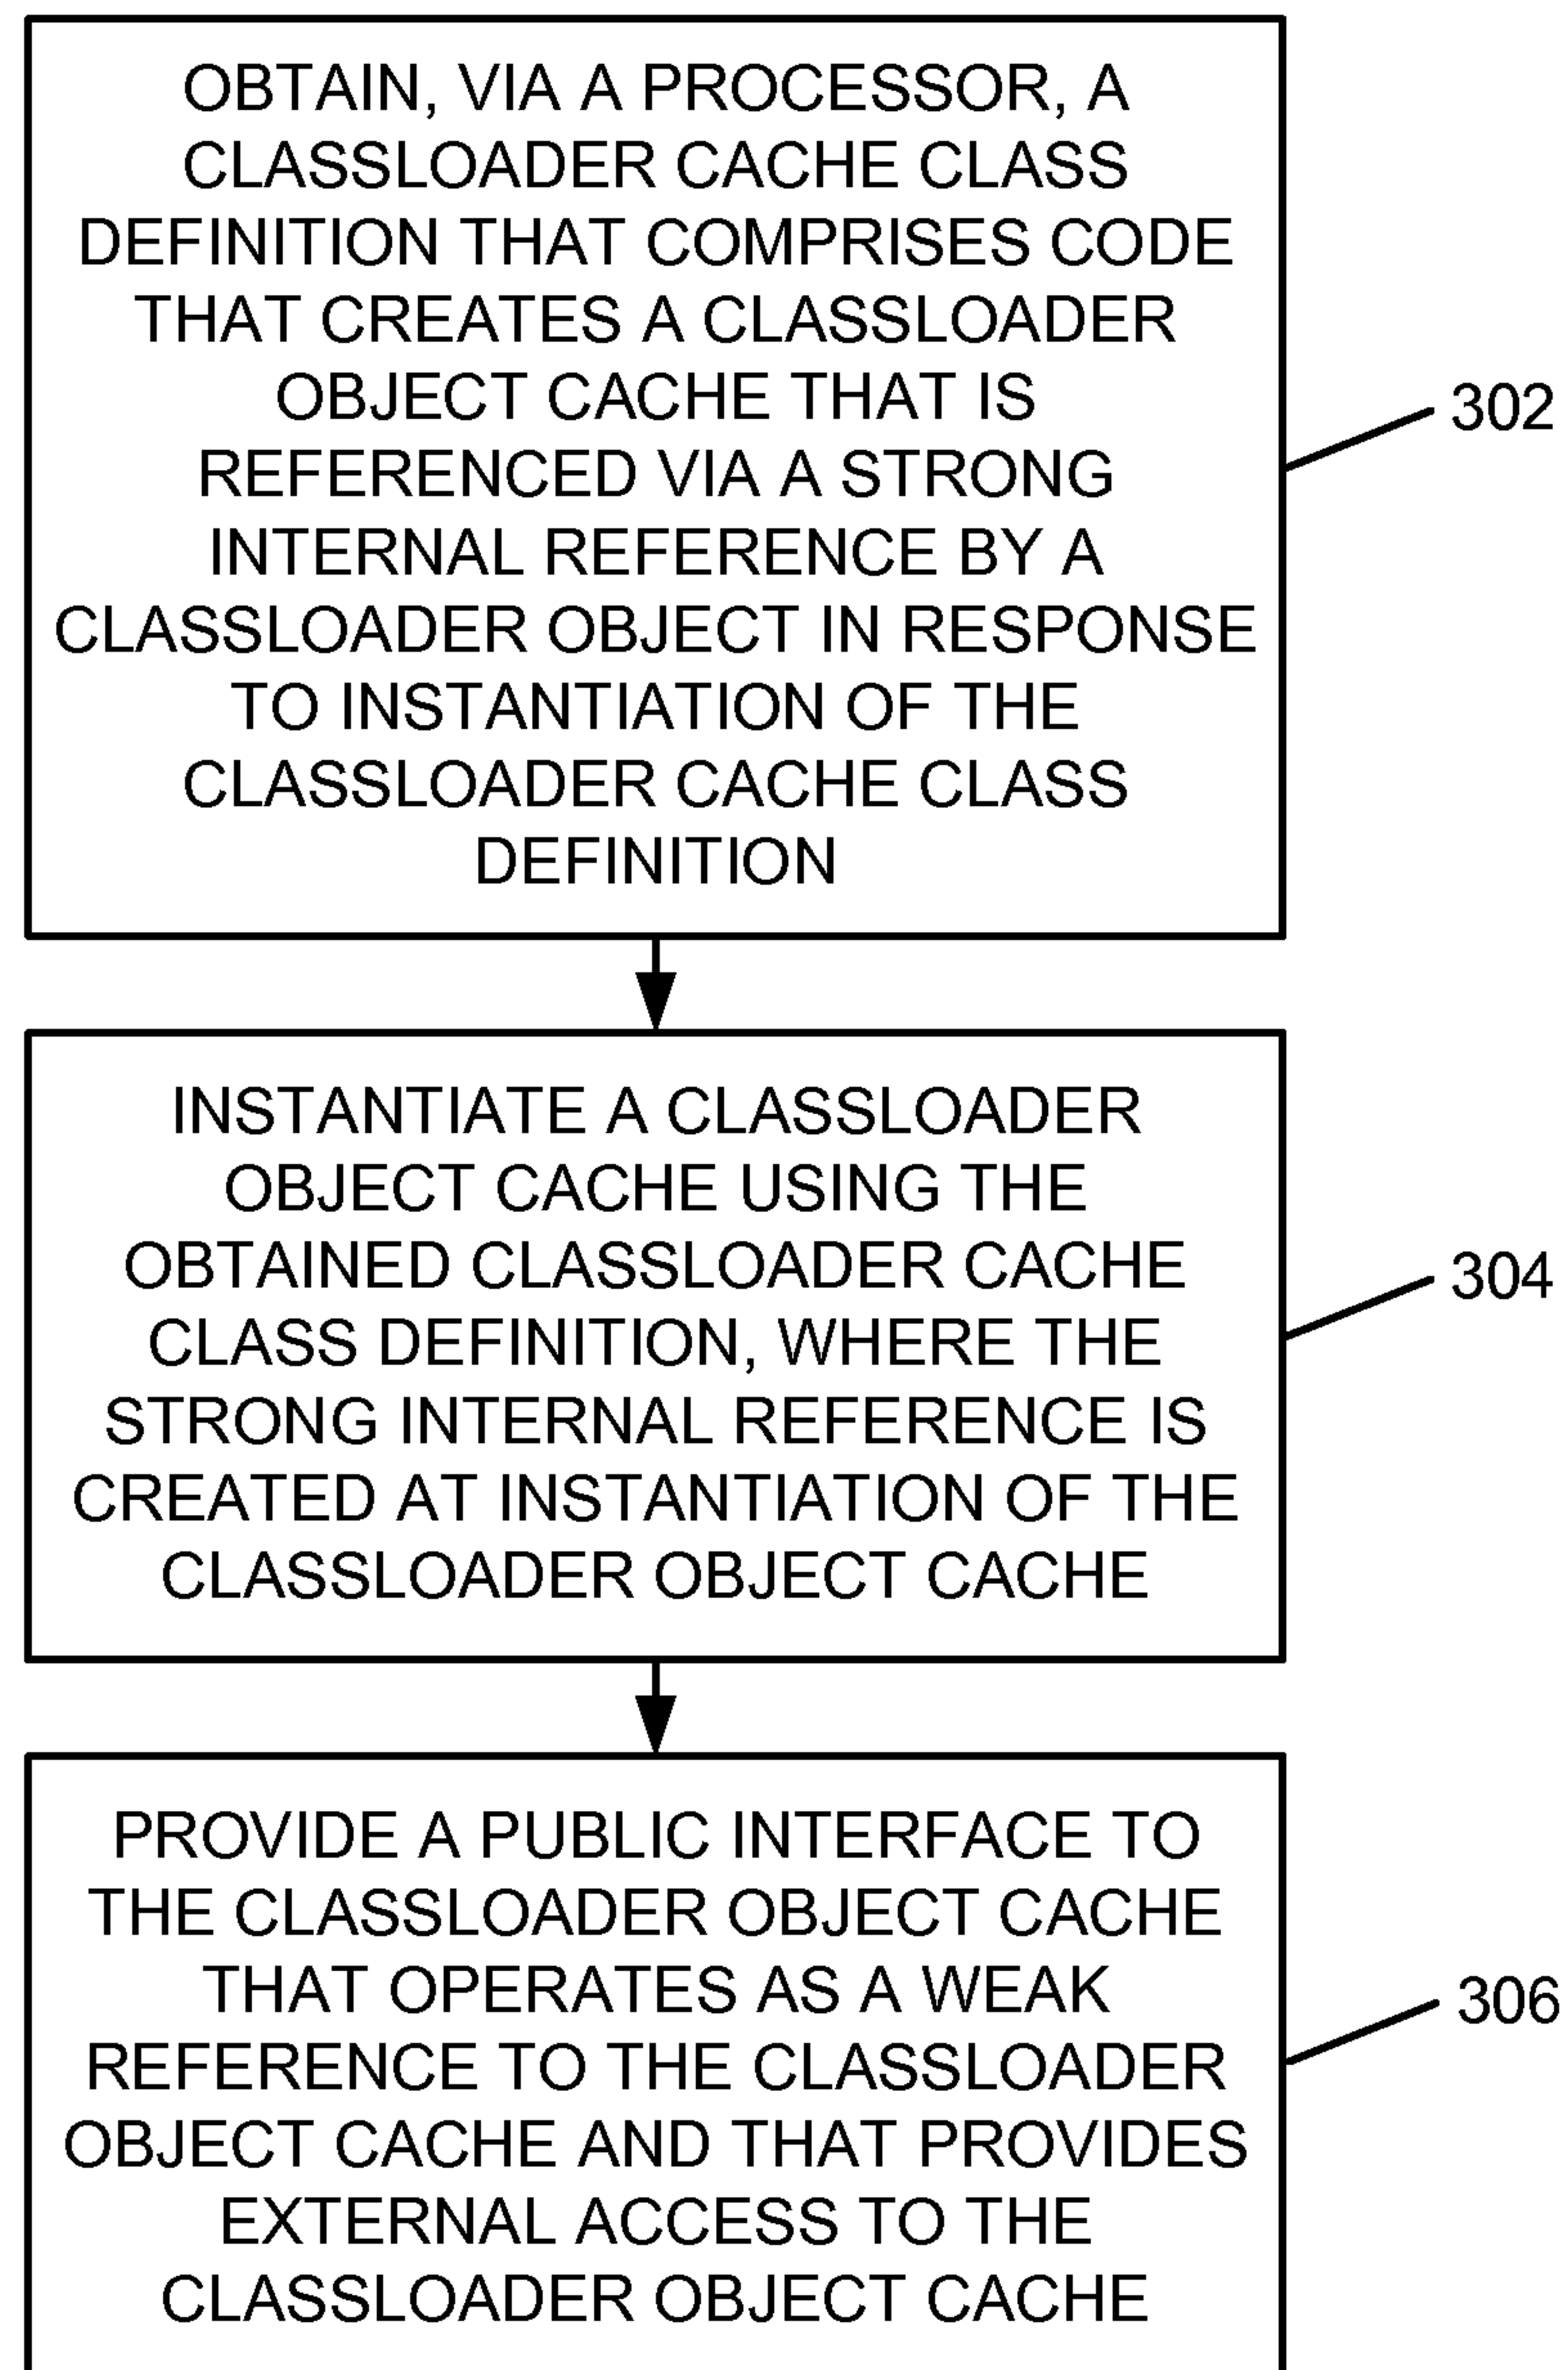 OBTAIN, VIA A PROCESSOR, A
CLASSLOADER CACHE CLASS
DEFINITION THAT COMPRISES CODE
THAT CREATES A CLASSLOADER
OBJECT CACHE THAT IS
REFERENCED VIA A STRONG
INTERNAL REFERENCE BY A
CLASSLOADER OBJECT IN RESPONSE
TO INSTANTIATION OF THE
CLASSLOADER CACHE CLASS
DEFINITION
302
INSTANTIATE A CLASSLOADER
OBJECT CACHE USING THE
OBTAINED CLASSLOADER CACHE
CLASS DEFINITION, WHERE THE
STRONG INTERNAL REFERENCE IS
CREATED AT INSTANTIATION OF THE
CLASSLOADER OBJECT CACHE
304
PROVIDE A PUBLIC INTERFACE TO
THE CLASSLOADER OBJECT CACHE
THAT OPERATES AS A WEAK
REFERENCE TO THE CLASSLOADER
OBJECT CACHE AND THAT PROVIDES
EXTERNAL ACCESS TO THE
CLASSLOADER OBJECT CACHE
306